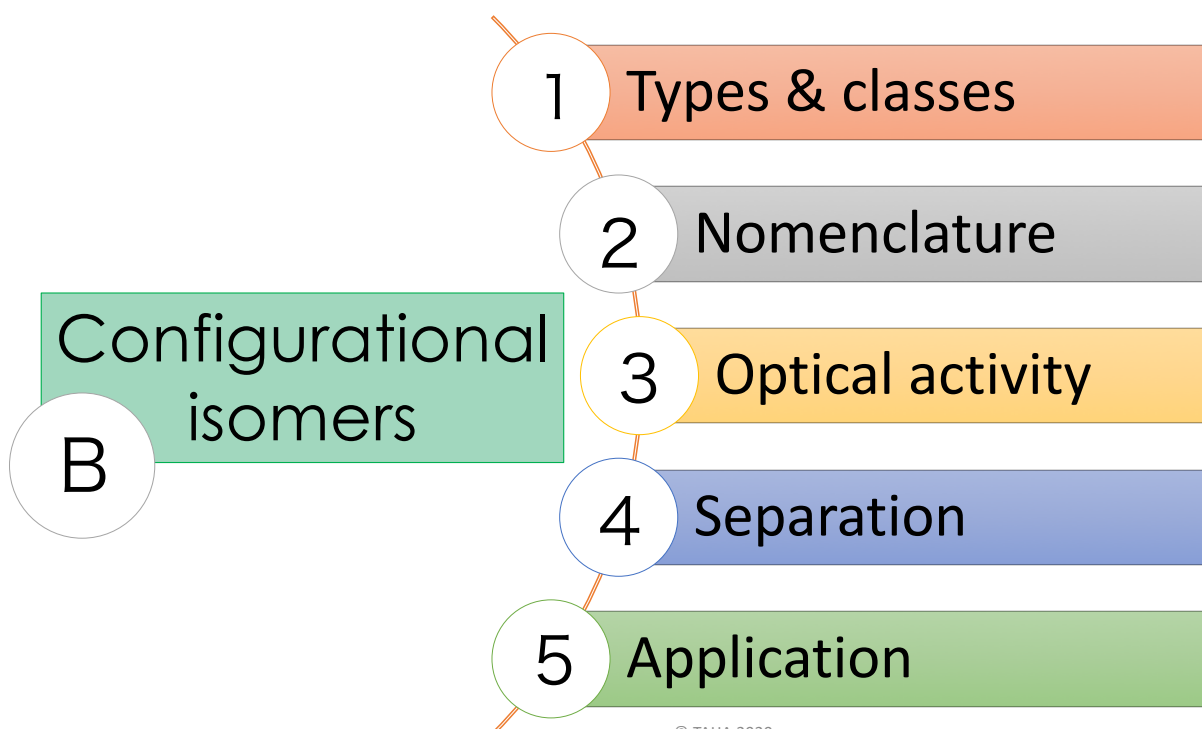 Configurational
isomers
B
1
Types & classes
2
Nomenclature
3
Optical activity
4
Separation
5
Application